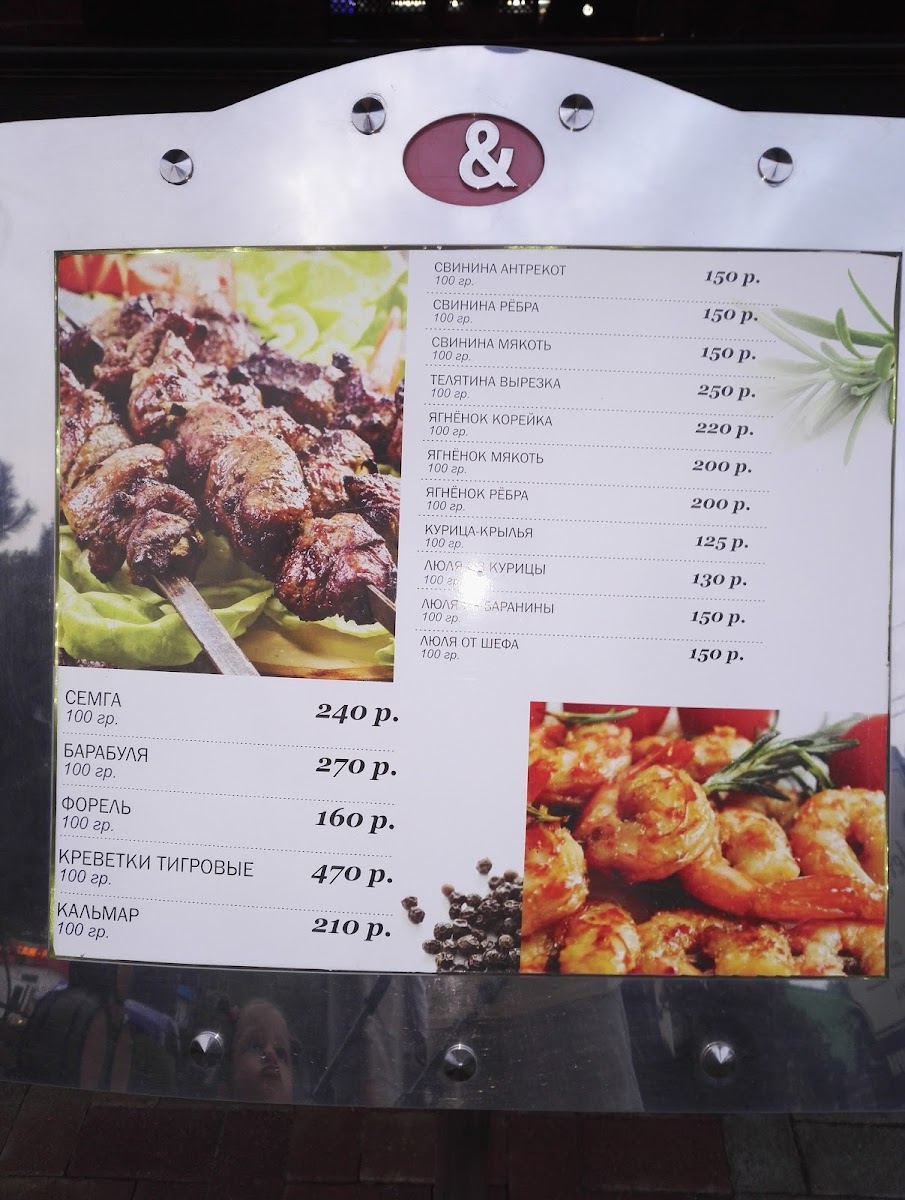 &
СВИНИНА АНТРЕКОТ 150 р.
100 гр.
СВИНИНА РЁБРА 150 р.
100 гр.
СВИНИНА МЯКОТЬ 150 р.
100 гр.
ТЕЛЯТИНА ВЫРЕЗКА 250 р.
100 гр.
ЯГНЁНОК КОРЕЙКА 220 р.
100 гр.
ЯГНЁНОК МЯКОТЬ 200 р.
100 гр.
ЯГНЁНОК РЁБРА 200 р.
100 гр.
КУРИЦА-КРЫЛЬЯ 125 р.
100 гр.
ЛЮЛЯ КУРИЦЫ 130 р.
100 гр.
ЛЮЛЯ БАРАНИНЫ 150 р.
100 гр.
ЛЮЛЯ ОТ ШЕФА 150 р.
100 гр.
СЕМГА 240 р.
100 гр.
БАРАБУЛЯ 270 р.
100 гр.
ФОРЕЛЬ 160 р.
100 гр.
КРЕВЕТКИ ТИГРОВЫЕ 470 р.
100 гр.
КАЛЬМАР 210 р.
100 гр.